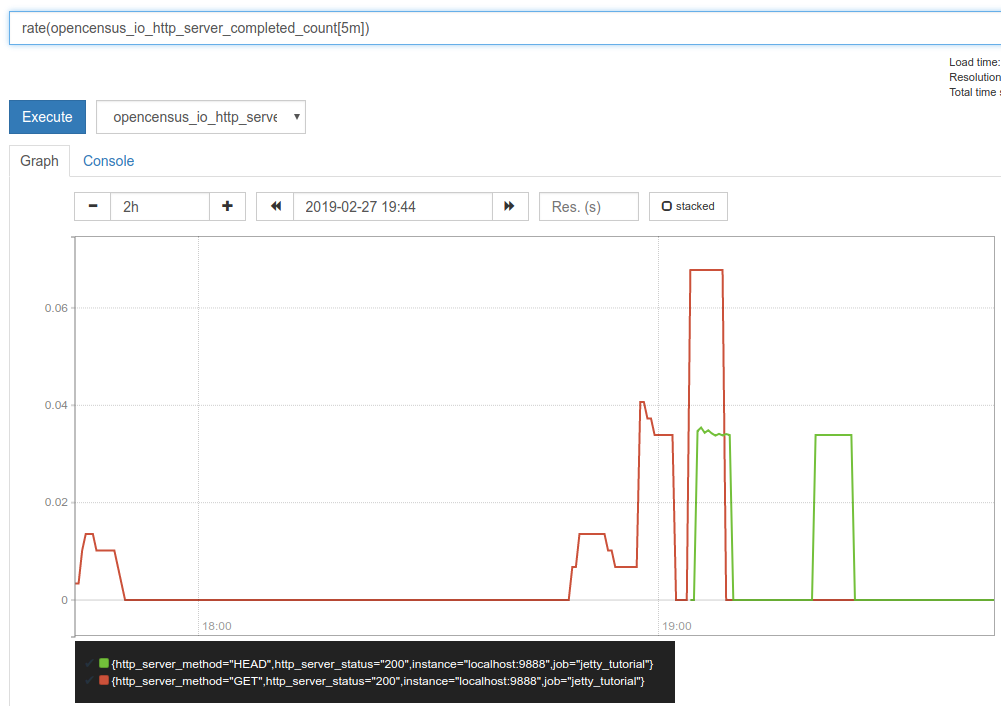 rate(opencensus_io_http_server_completed_count[5m])
Load time:
Resolution
Total time
Execute
opencensus_io_http_serve
Graph Console
2h 2019-02-27 19:44 Res. (s) stacked
0.06
0.04
0.02
0
18:00 19:00
{http_server_method="HEAD",http_server_status="200",instance="localhost:9888",job="jetty_tutorial"}
{http_server_method="GET",http_server_status="200",instance="localhost:9888",job="jetty_tutorial"}